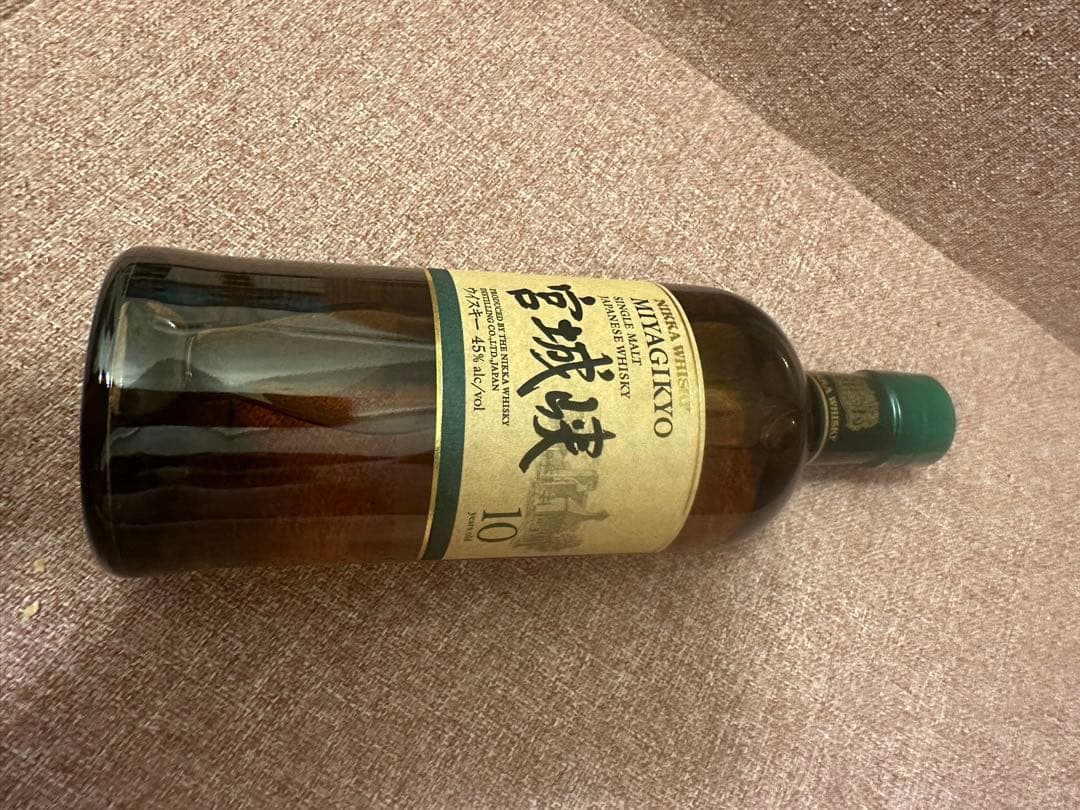 NIKKA WHISKY
NIKKA WHISKY
MIYAGIKYO
SINGLE MALT
JAPANESE WHISKY
宮城峡
PRODUCED BY THE NIKKA WHISKY
DISTILLING CO.,LTD.,JAPAN
ウイスキー 45% alc/vol
10
years old